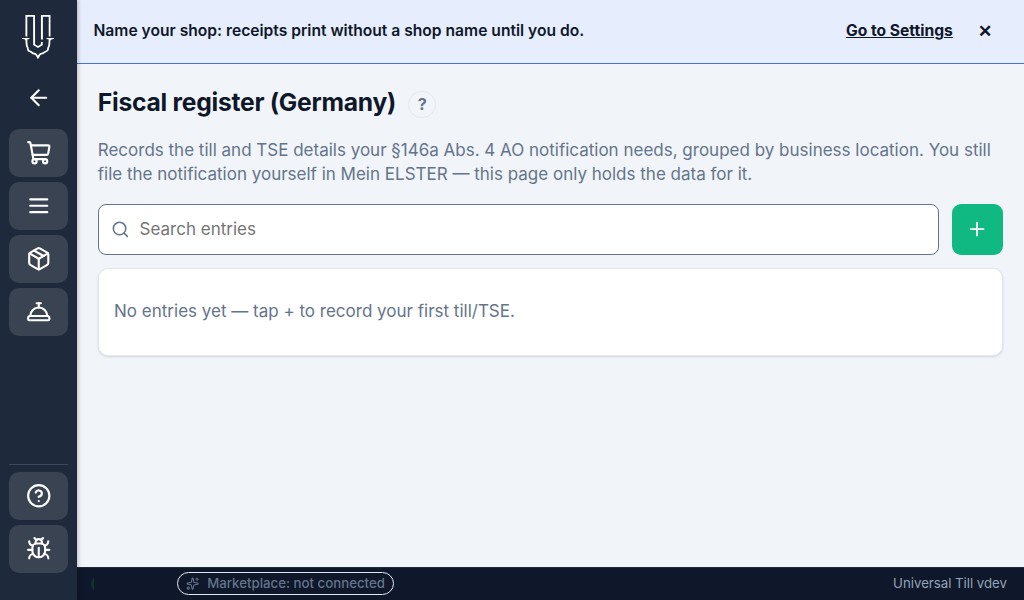 Name your shop: receipts print without a shop name until you do. Go to Settings ✕
Fiscal register (Germany) ?
Records the till and TSE details your §146a Abs. 4 AO notification needs, grouped by business location. You still
file the notification yourself in Mein ELSTER — this page only holds the data for it.
Search entries
No entries yet — tap + to record your first till/TSE.
Marketplace: not connected Universal Till vdev